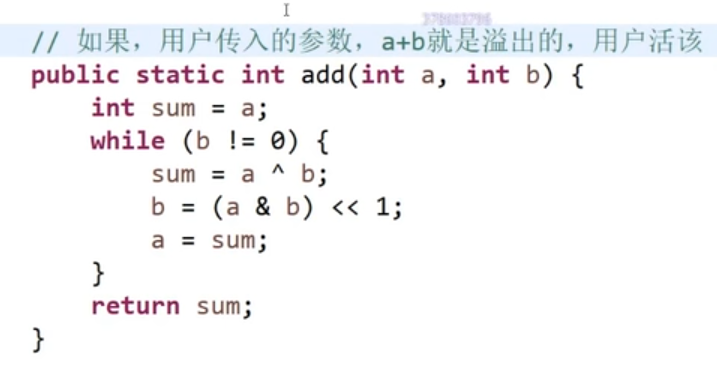 // 如果，用户传入的参数，a+b就是溢出的，用户活该
public static int add(int a, int b) {
    int sum = a;
    while (b != 0) {
        sum = a ^ b;
        b = (a & b) << 1;
        a = sum;
    }
    return sum;
}